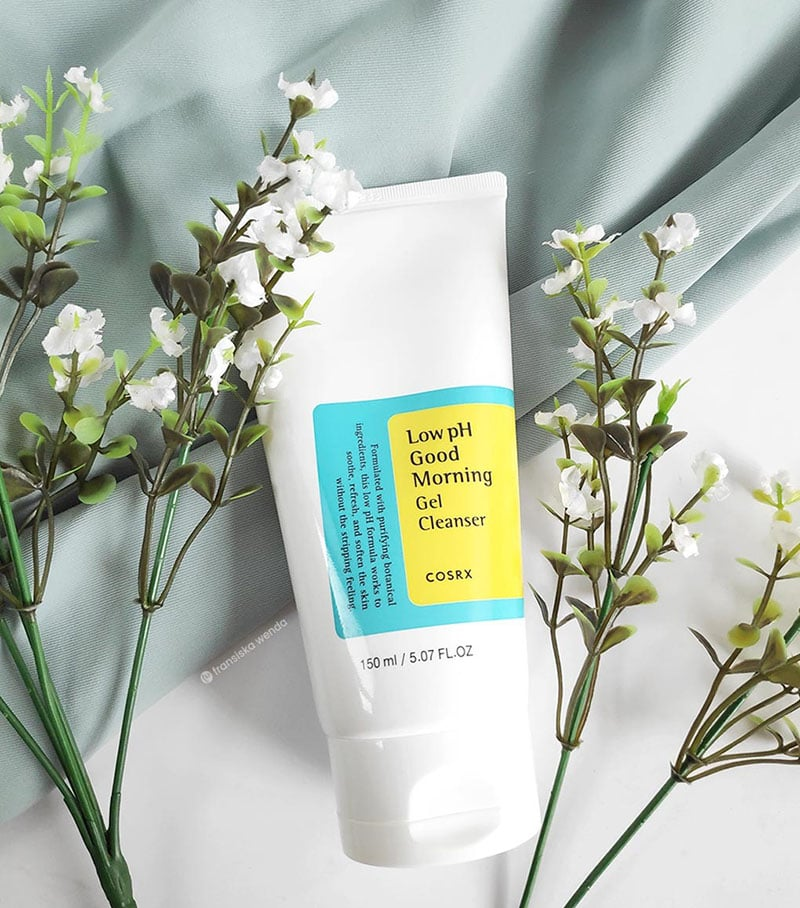 Low pH
Good
Morning
Gel
Cleanser
COSRX
Formulated with purifying botanical
ingredients, this low pH formula works to
soothe, refresh, and soften the skin
without the stripping feeling.
150 ml / 5.07 FL.OZ
fransiska wenda